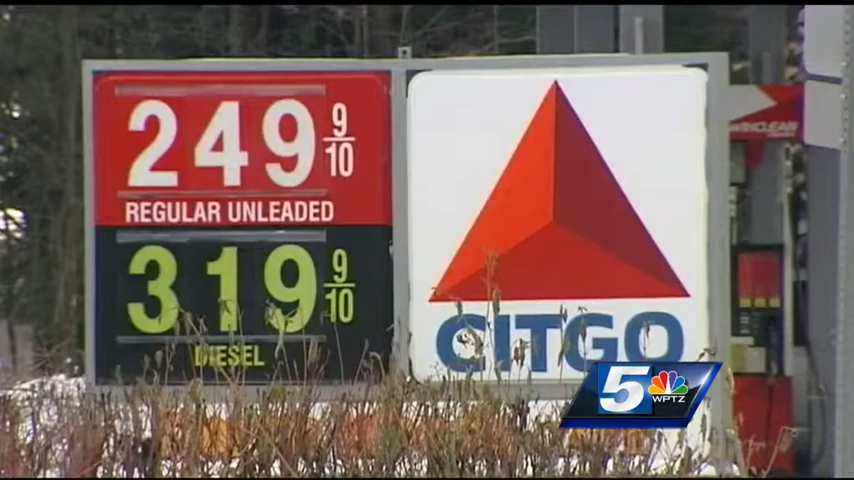 249 9/10
REGULAR UNLEADED
319 9/10
DIESEL
CITGO
5
WPTZ